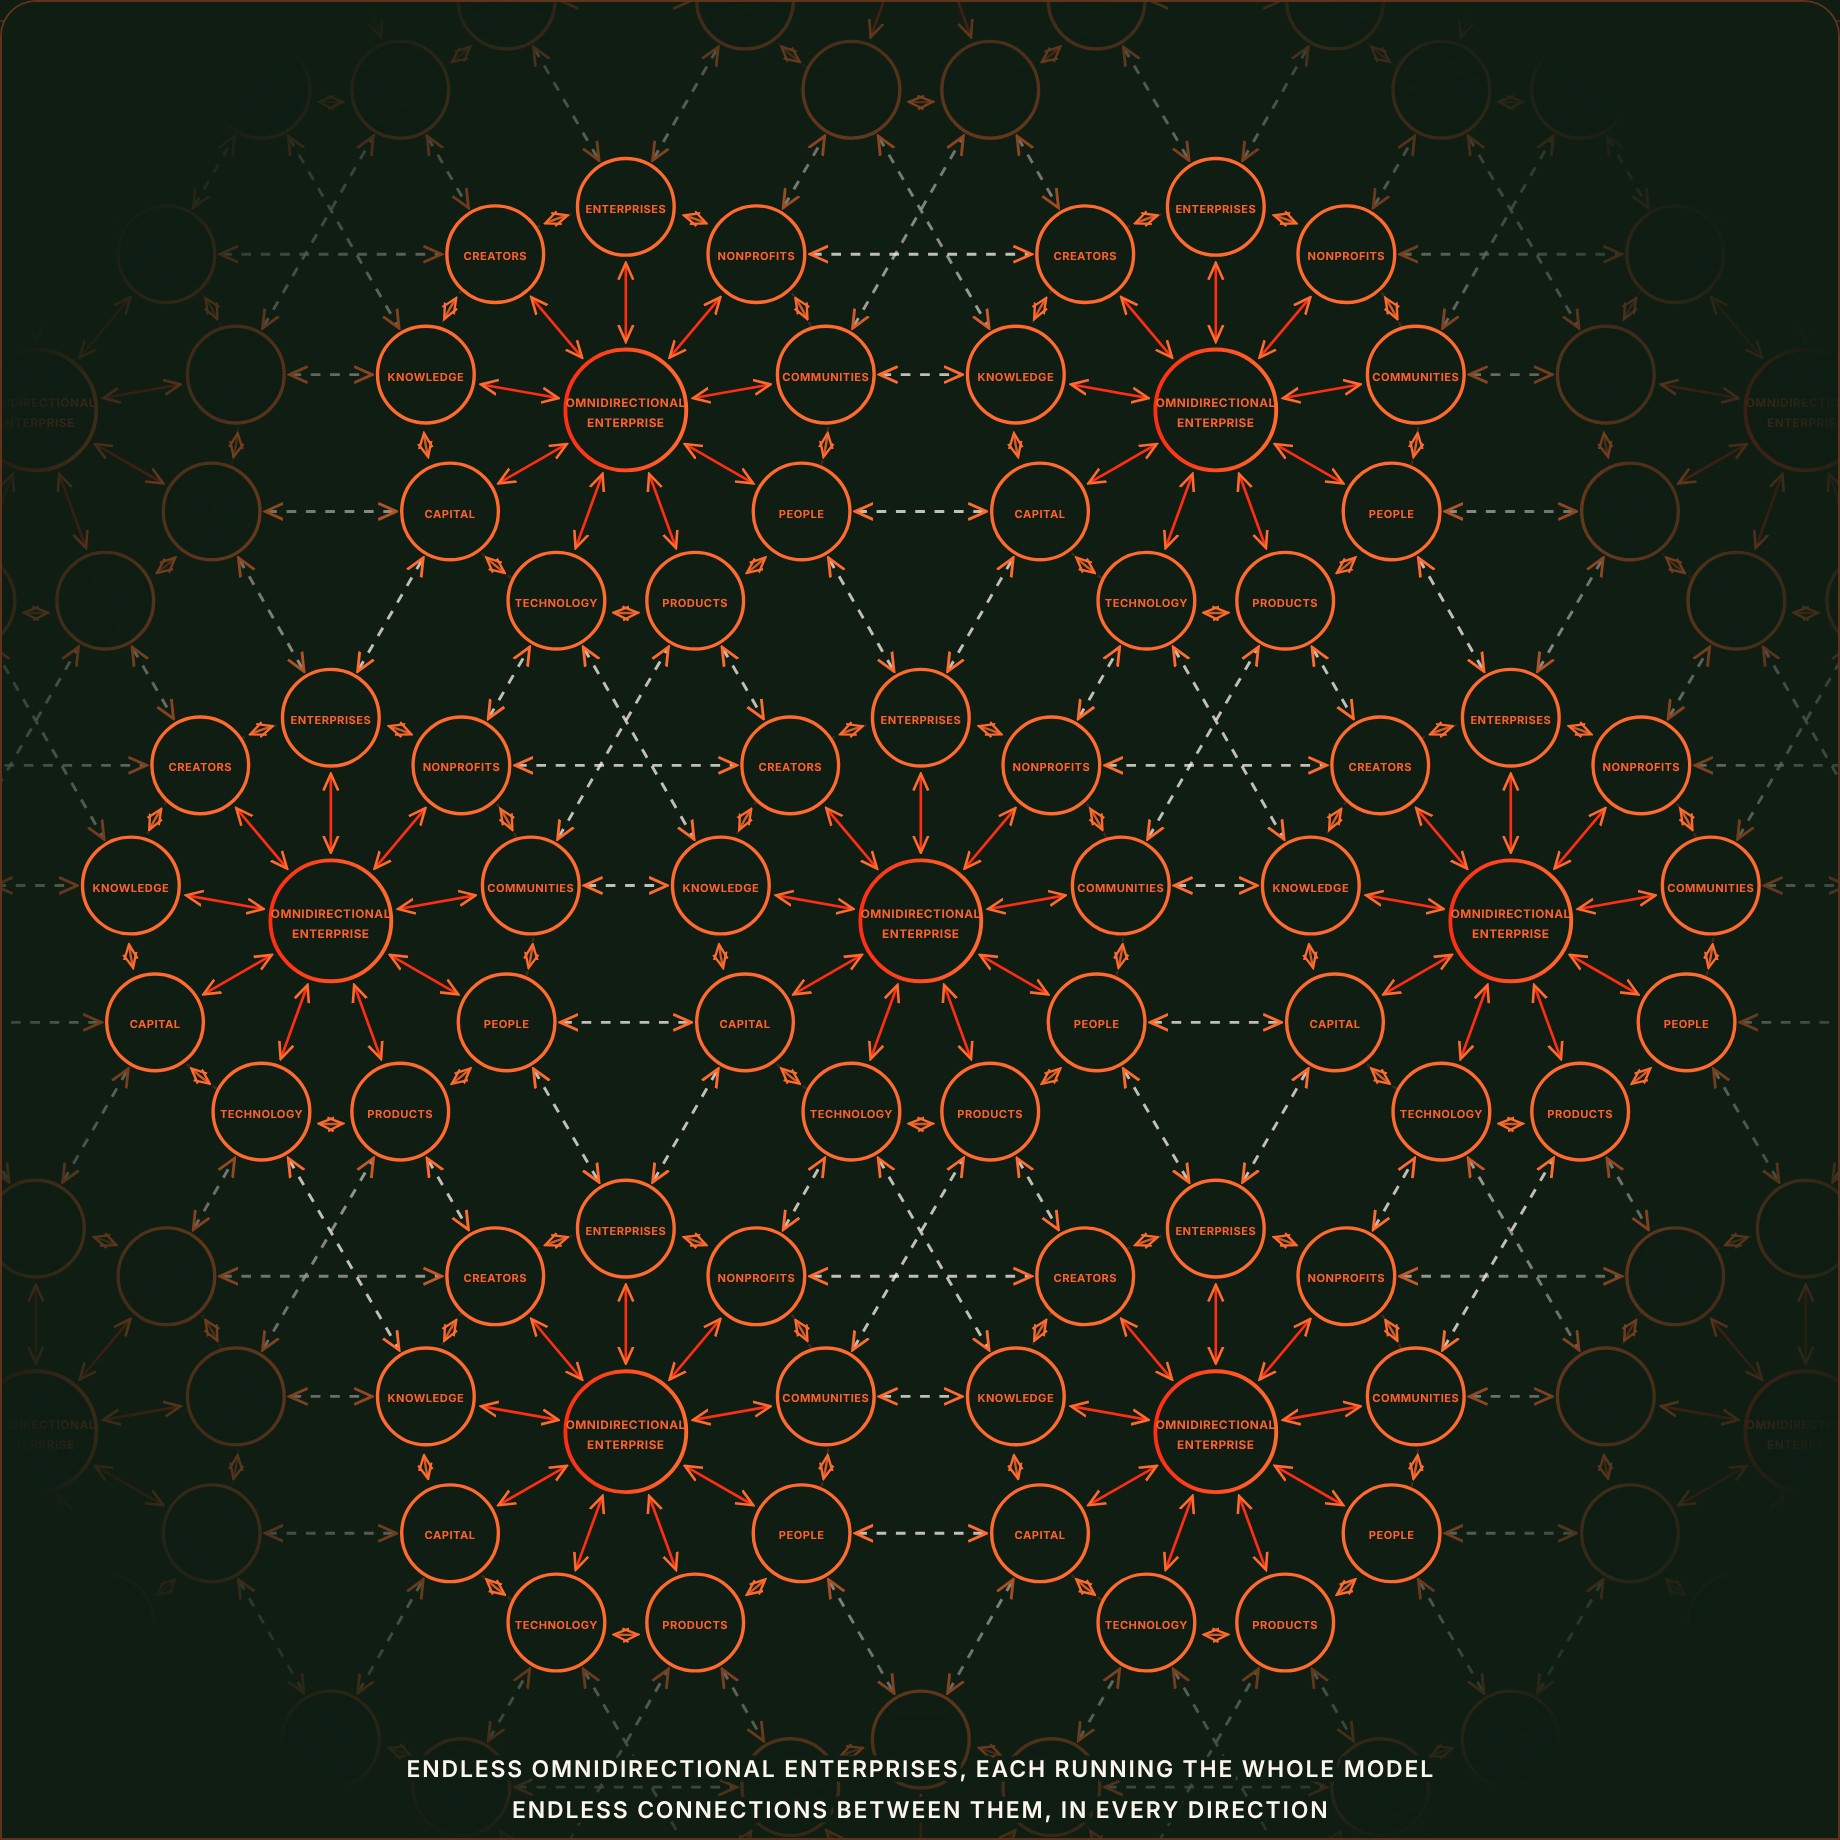 ENTERPRISES
ENTERPRISES
CREATORS
NONPROFITS
CREATORS
NONPROFITS
KNOWLEDGE
COMMUNITIES
KNOWLEDGE
COMMUNITIES
OMNIDIRECTIONAL
ENTERPRISE
OMNIDIRECTIONAL
ENTERPRISE
CAPITAL
PEOPLE
CAPITAL
PEOPLE
TECHNOLOGY
PRODUCTS
TECHNOLOGY
PRODUCTS
ENTERPRISES
ENTERPRISES
ENTERPRISES
CREATORS
NONPROFITS
CREATORS
NONPROFITS
CREATORS
NONPROFITS
KNOWLEDGE
COMMUNITIES
KNOWLEDGE
COMMUNITIES
KNOWLEDGE
COMMUNITIES
OMNIDIRECTIONAL
ENTERPRISE
OMNIDIRECTIONAL
ENTERPRISE
OMNIDIRECTIONAL
ENTERPRISE
CAPITAL
PEOPLE
CAPITAL
PEOPLE
CAPITAL
PEOPLE
TECHNOLOGY
PRODUCTS
TECHNOLOGY
PRODUCTS
TECHNOLOGY
PRODUCTS
ENTERPRISES
ENTERPRISES
CREATORS
NONPROFITS
CREATORS
NONPROFITS
KNOWLEDGE
COMMUNITIES
KNOWLEDGE
COMMUNITIES
OMNIDIRECTIONAL
ENTERPRISE
OMNIDIRECTIONAL
ENTERPRISE
CAPITAL
PEOPLE
CAPITAL
PEOPLE
TECHNOLOGY
PRODUCTS
TECHNOLOGY
PRODUCTS
ENDLESS OMNIDIRECTIONAL ENTERPRISES, EACH RUNNING THE WHOLE MODEL
ENDLESS CONNECTIONS BETWEEN THEM, IN EVERY DIRECTION